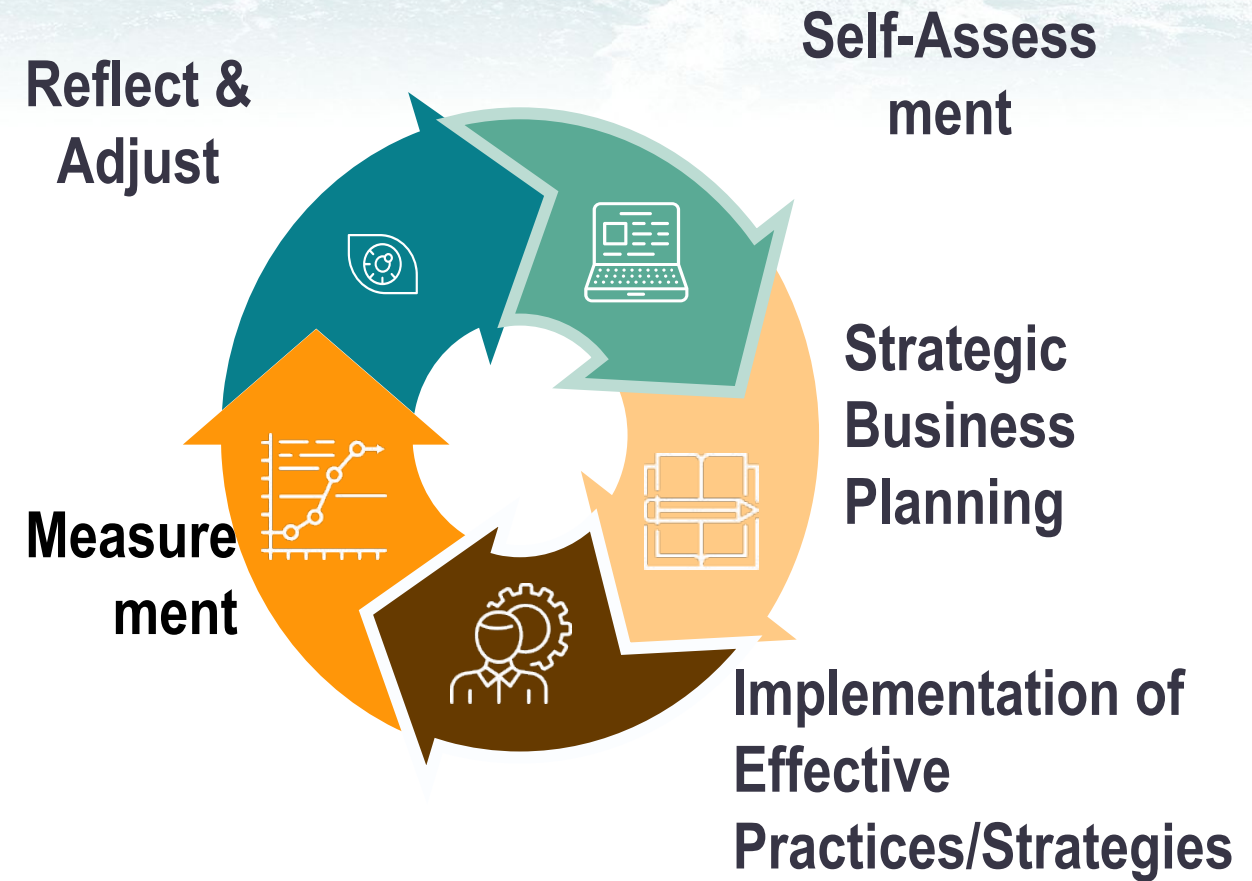 Self-Assess
ment
Reflect &
Adjust
Strategic
Business
Planning
Measure
ment
Implementation of
Effective
Practices/Strategies